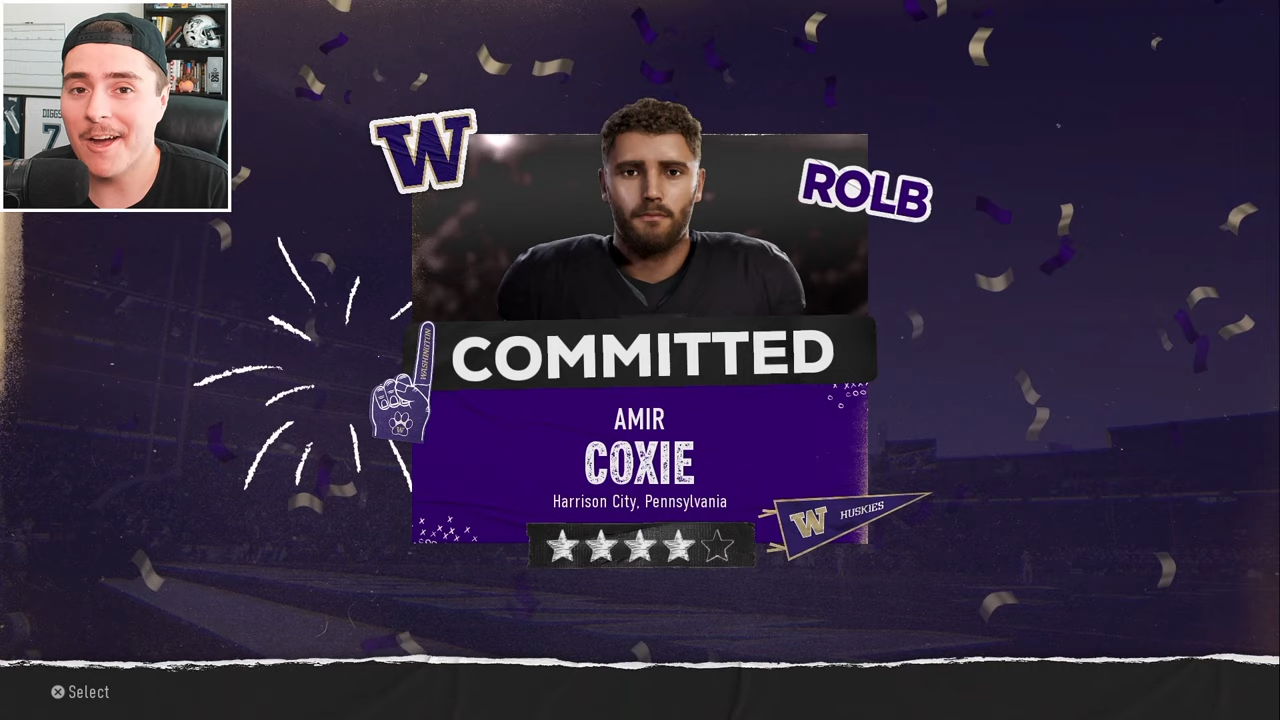 DIGGS
7
W
ROLB
COMMITTED
WASHINGTON
W
AMIR
COXIE
Harrison City, Pennsylvania
W HUSKIES
Select